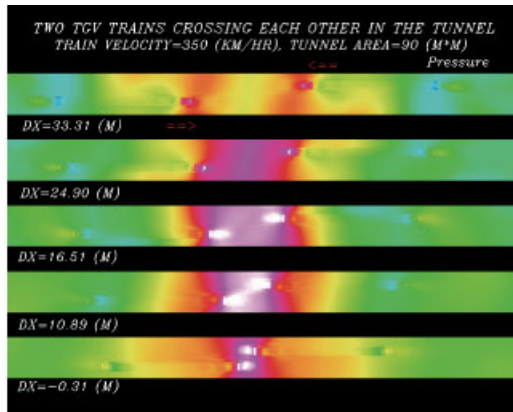 TWO TGV TRAINS CROSSING EACH OTHER IN THE TUNNEL
TRAIN VELOCITY=350 (KM/HR), TUNNEL AREA=90 (M*M)
<== Pressure
DX=33.31 (M) ==>
DX=24.90 (M)
DX=16.51 (M)
DX=10.89 (M)
DX=-0.31 (M)